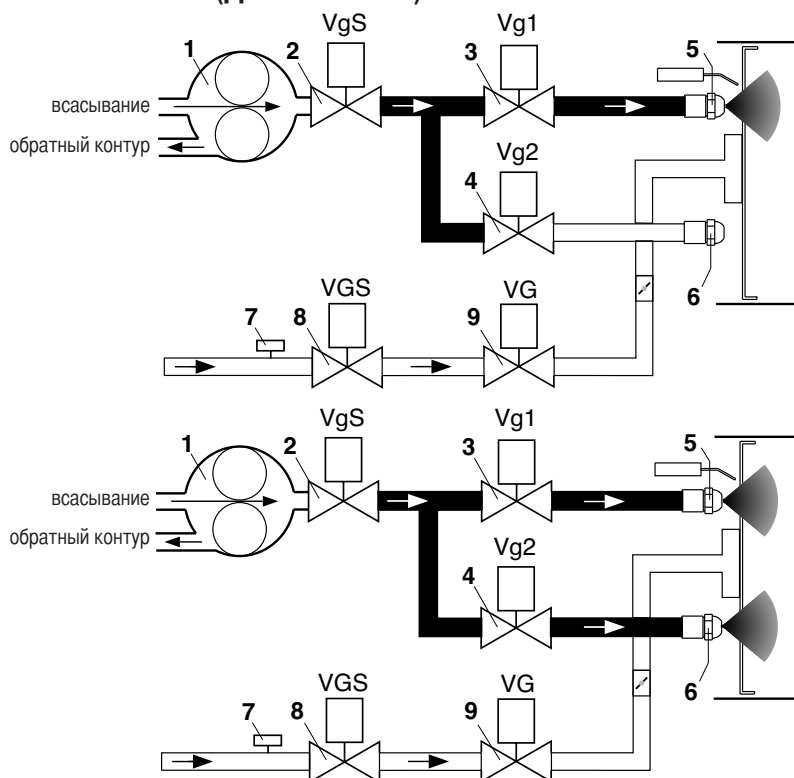 VgS
Vg1
1
2
3
5
всасывание
обратный контур
Vg2
4
6
VGS
VG
7
8
9
VgS
Vg1
1
2
3
5
всасывание
обратный контур
Vg2
4
6
VGS
VG
7
8
9